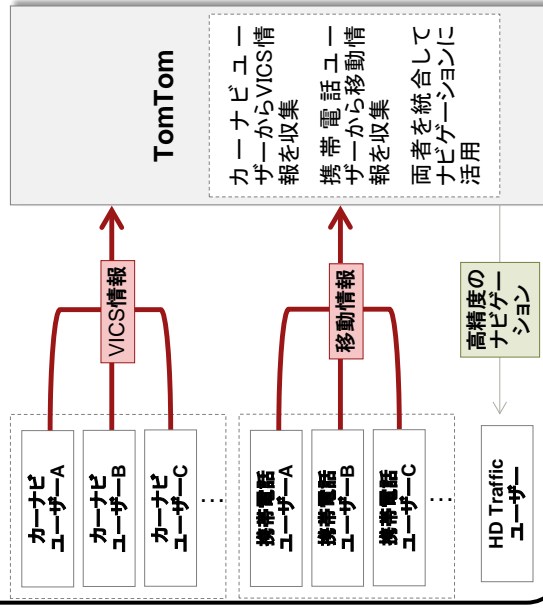 カーナビ
ユーザーA
カーナビ
ユーザーB
カーナビ
ユーザーC
…
VICS情報
携帯電話
ユーザーA
携帯電話
ユーザーB
携帯電話
ユーザーC
…
移動情報
HD Traffic
ユーザー
高精度の
ナビゲー
ション
TomTom
カーナビユー
ザーからVICS情
報を収集
携帯電話ユー
ザーから移動情
報を収集
両者を統合して
ナビゲーションに
活用